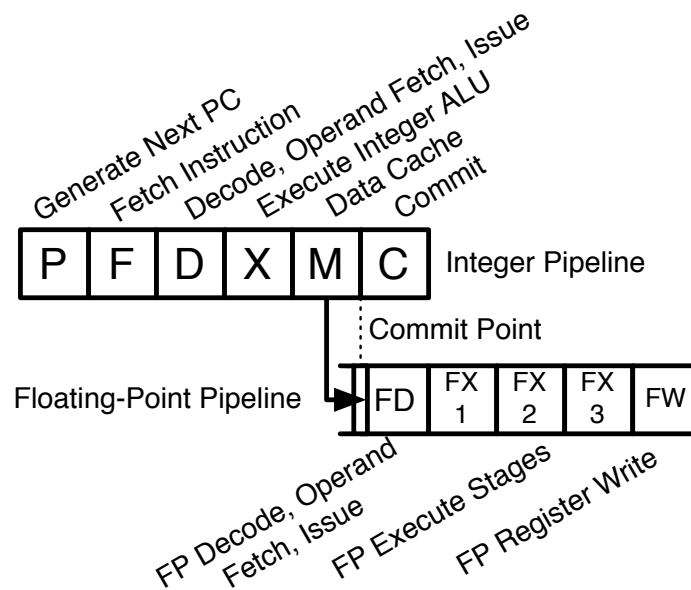 Generate Next PC
Fetch Instruction
Decode, Operand Fetch, Issue
Execute Integer ALU
Data Cache
Commit
P F D X M C
Integer Pipeline
Commit Point
Floating-Point Pipeline
FD
FX
1
FX
2
FX
3
FW
FP Decode, Operand
Fetch, Issue
FP Execute Stages
FP Register Write